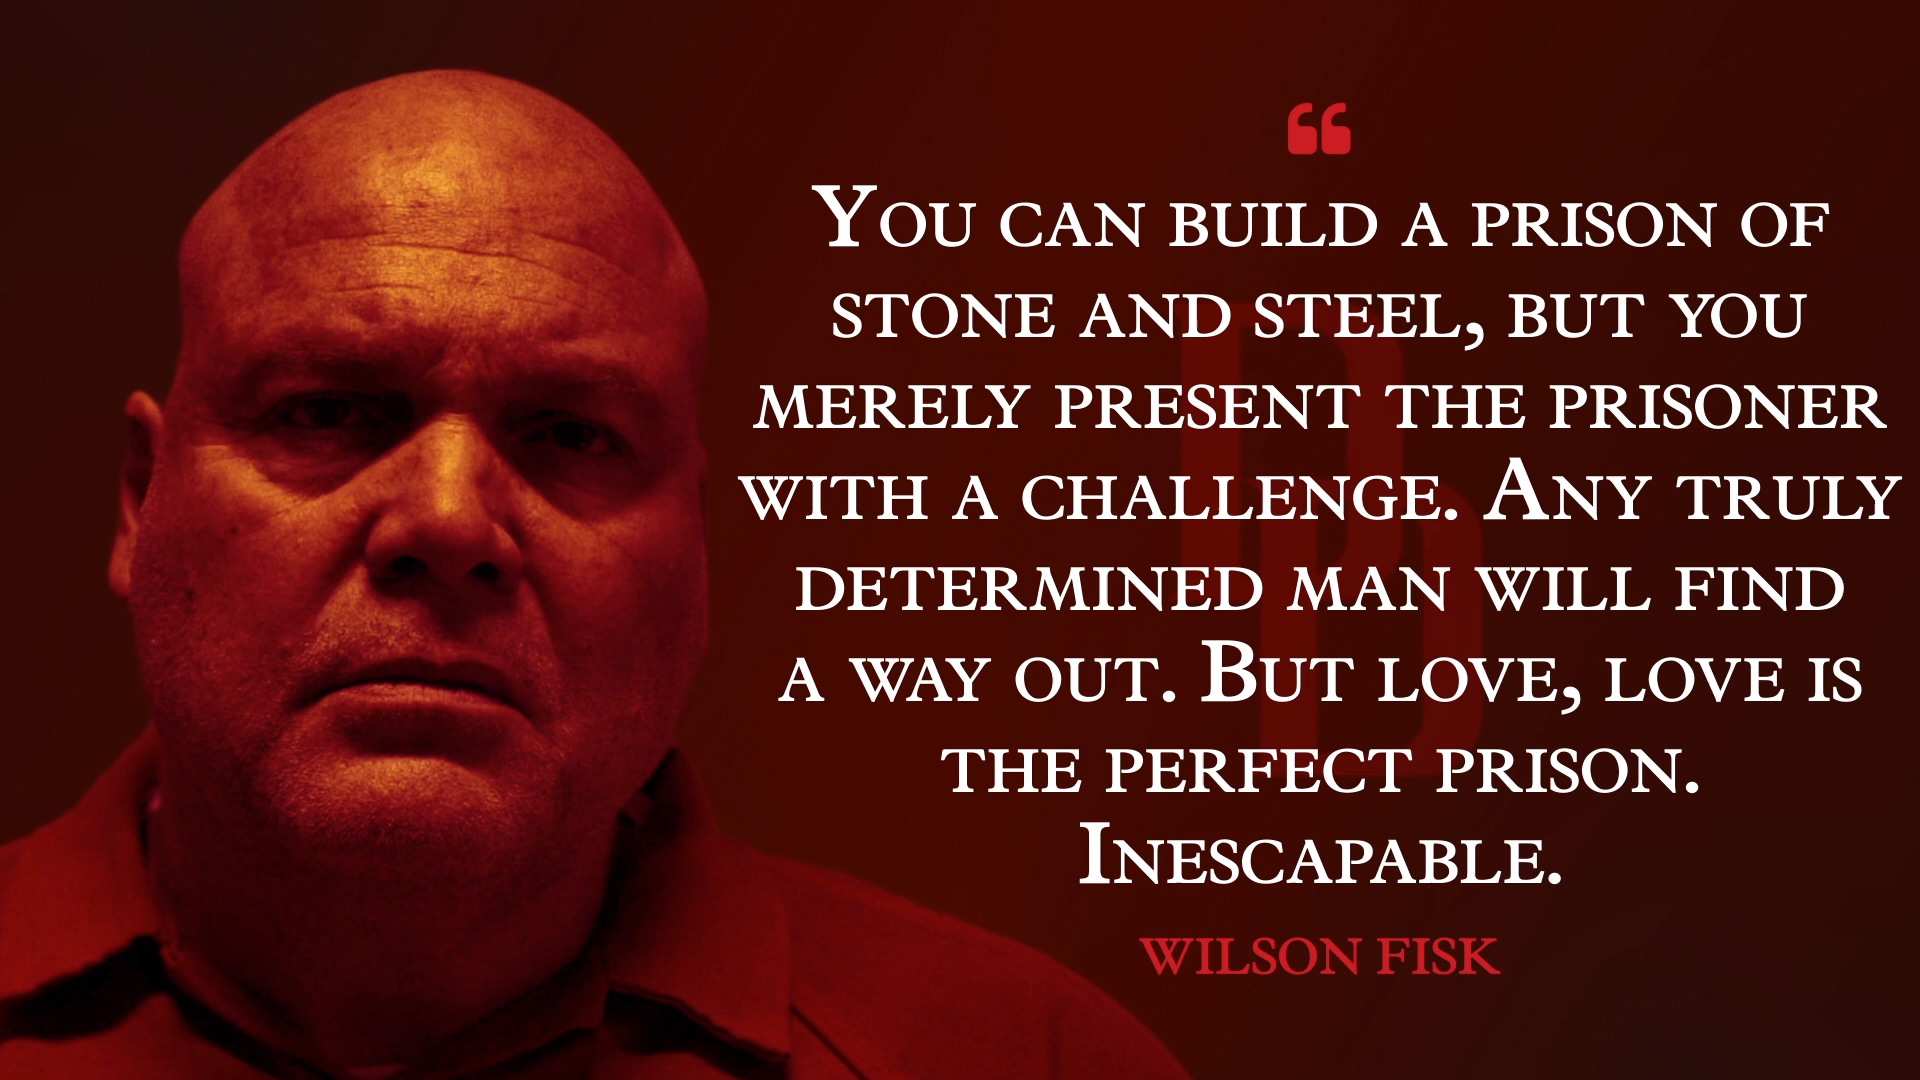 “
You can build a prison of
stone and steel, but you
merely present the prisoner
with a challenge. Any truly
determined man will find
a way out. But love, love is
the perfect prison.
Inescapable.
WILSON FISK
DD